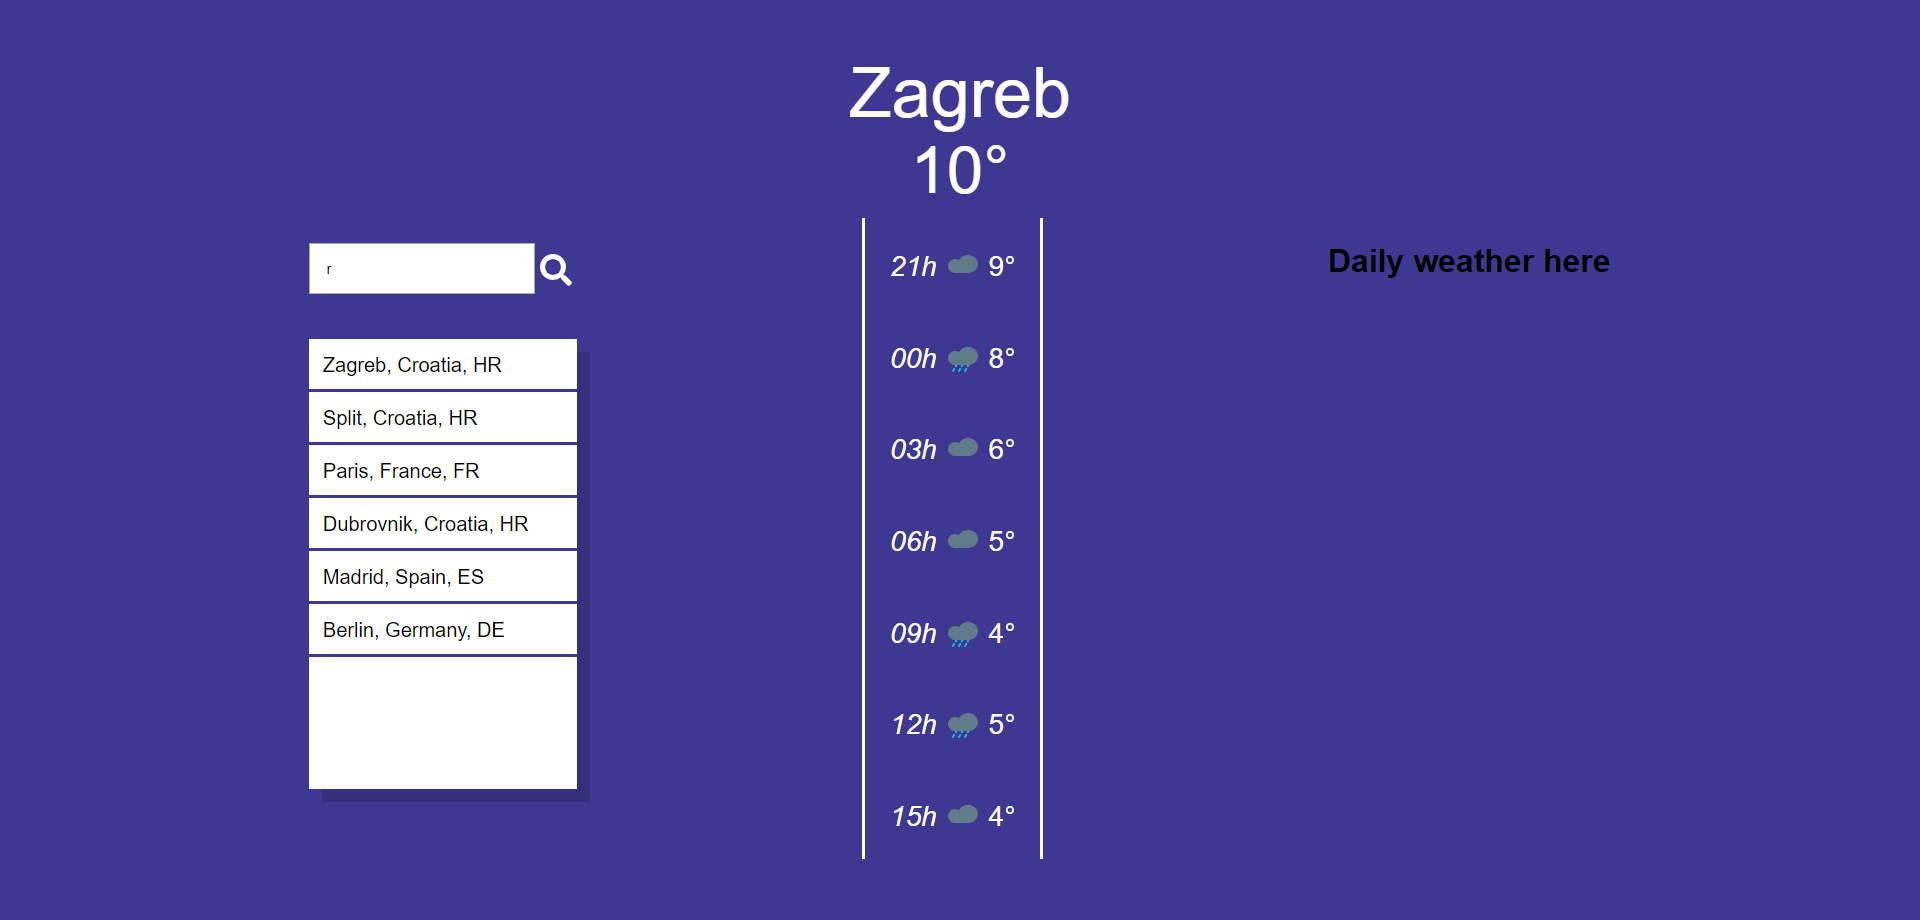 Zagreb
10°
r
Zagreb, Croatia, HR
Split, Croatia, HR
Paris, France, FR
Dubrovnik, Croatia, HR
Madrid, Spain, ES
Berlin, Germany, DE
21h 9°
00h 8°
03h 6°
06h 5°
09h 4°
12h 5°
15h 4°
Daily weather here